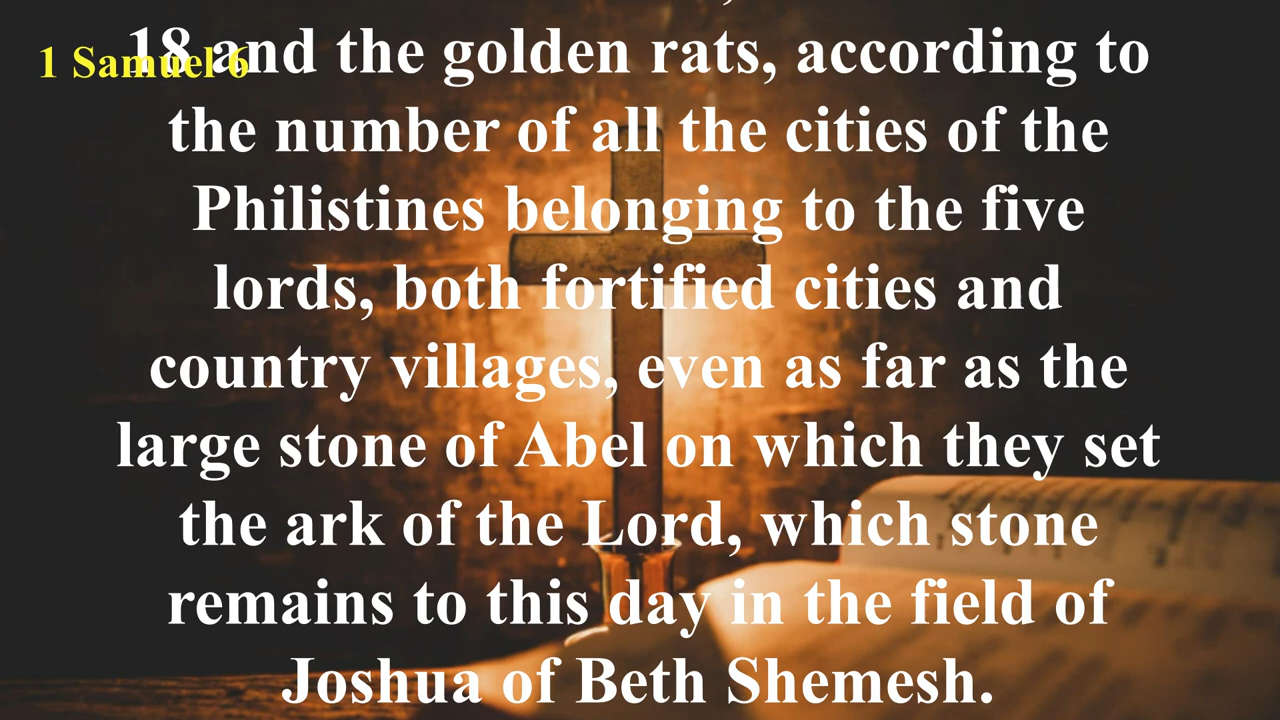 1 Samuel 6
18 and the golden rats, according to
the number of all the cities of the
Philistines belonging to the five
lords, both fortified cities and
country villages, even as far as the
large stone of Abel on which they set
the ark of the Lord, which stone
remains to this day in the field of
Joshua of Beth Shemesh.